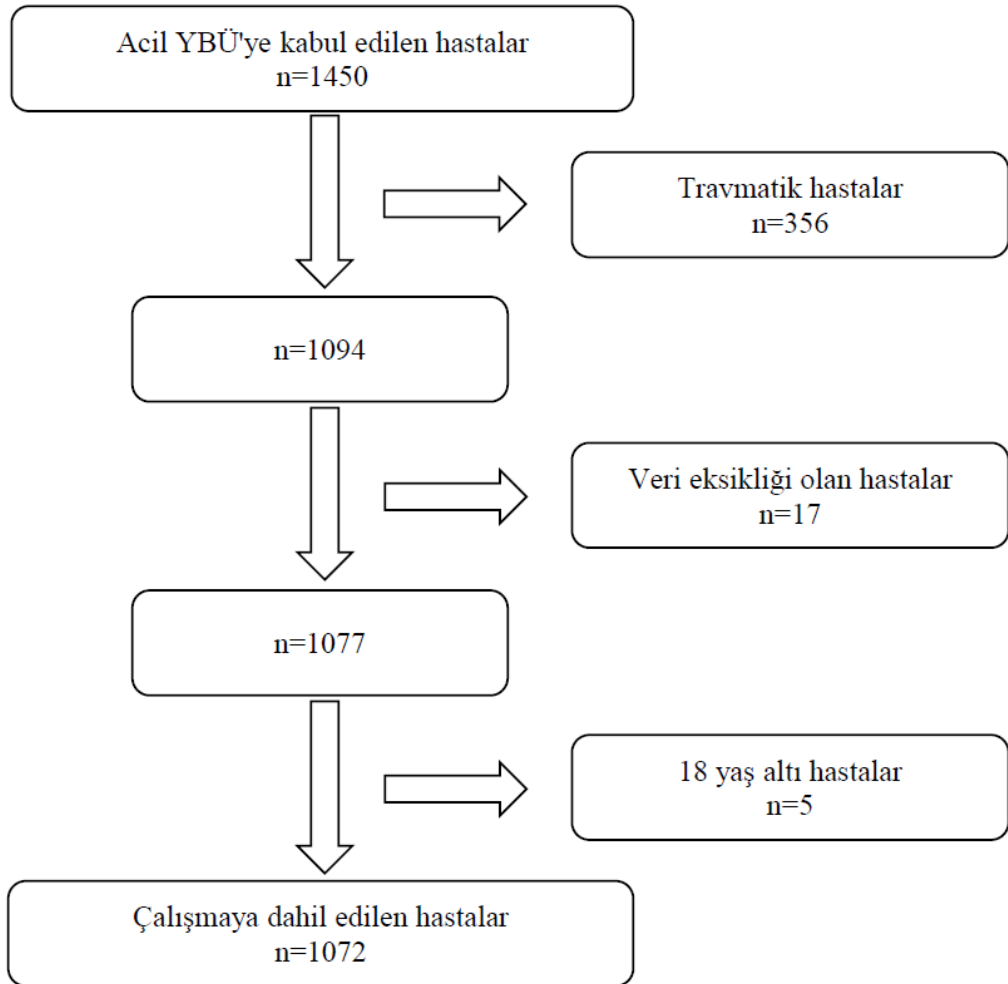 Acil YBÜ'ye kabul edilen hastalar
n=1450
Travmatik hastalar
n=356
n=1094
Veri eksikliği olan hastalar
n=17
n=1077
18 yaş altı hastalar
n=5
Çalışmaya dahil edilen hastalar
n=1072